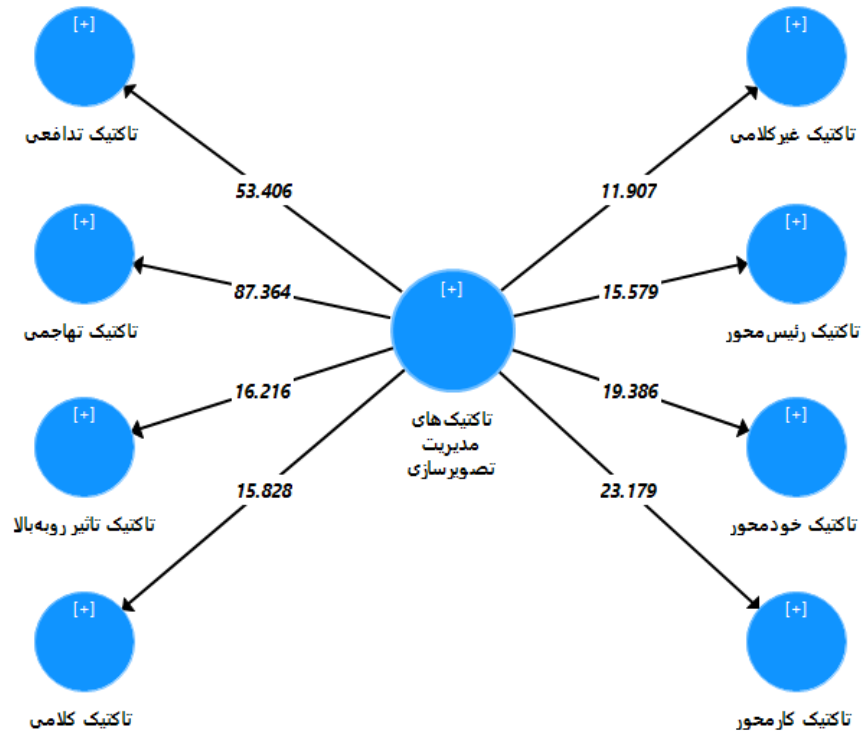 [+]
[+]
تاکتیک تدافعی
تاکتیک غیرکلامی
53.406
11.907
[+]
[+]
87.364
15.579
[+]
تاکتیک تهاجمی
تاکتیک رئیس‌محور
16.216
19.386
[+]
[+]
تاکتیک‌های
مدیریت
تصویرسازی
15.828
23.179
تاکتیک تاثیر روبه‌بالا
تاکتیک خودمحور
[+]
[+]
تاکتیک کلامی
تاکتیک کارمحور